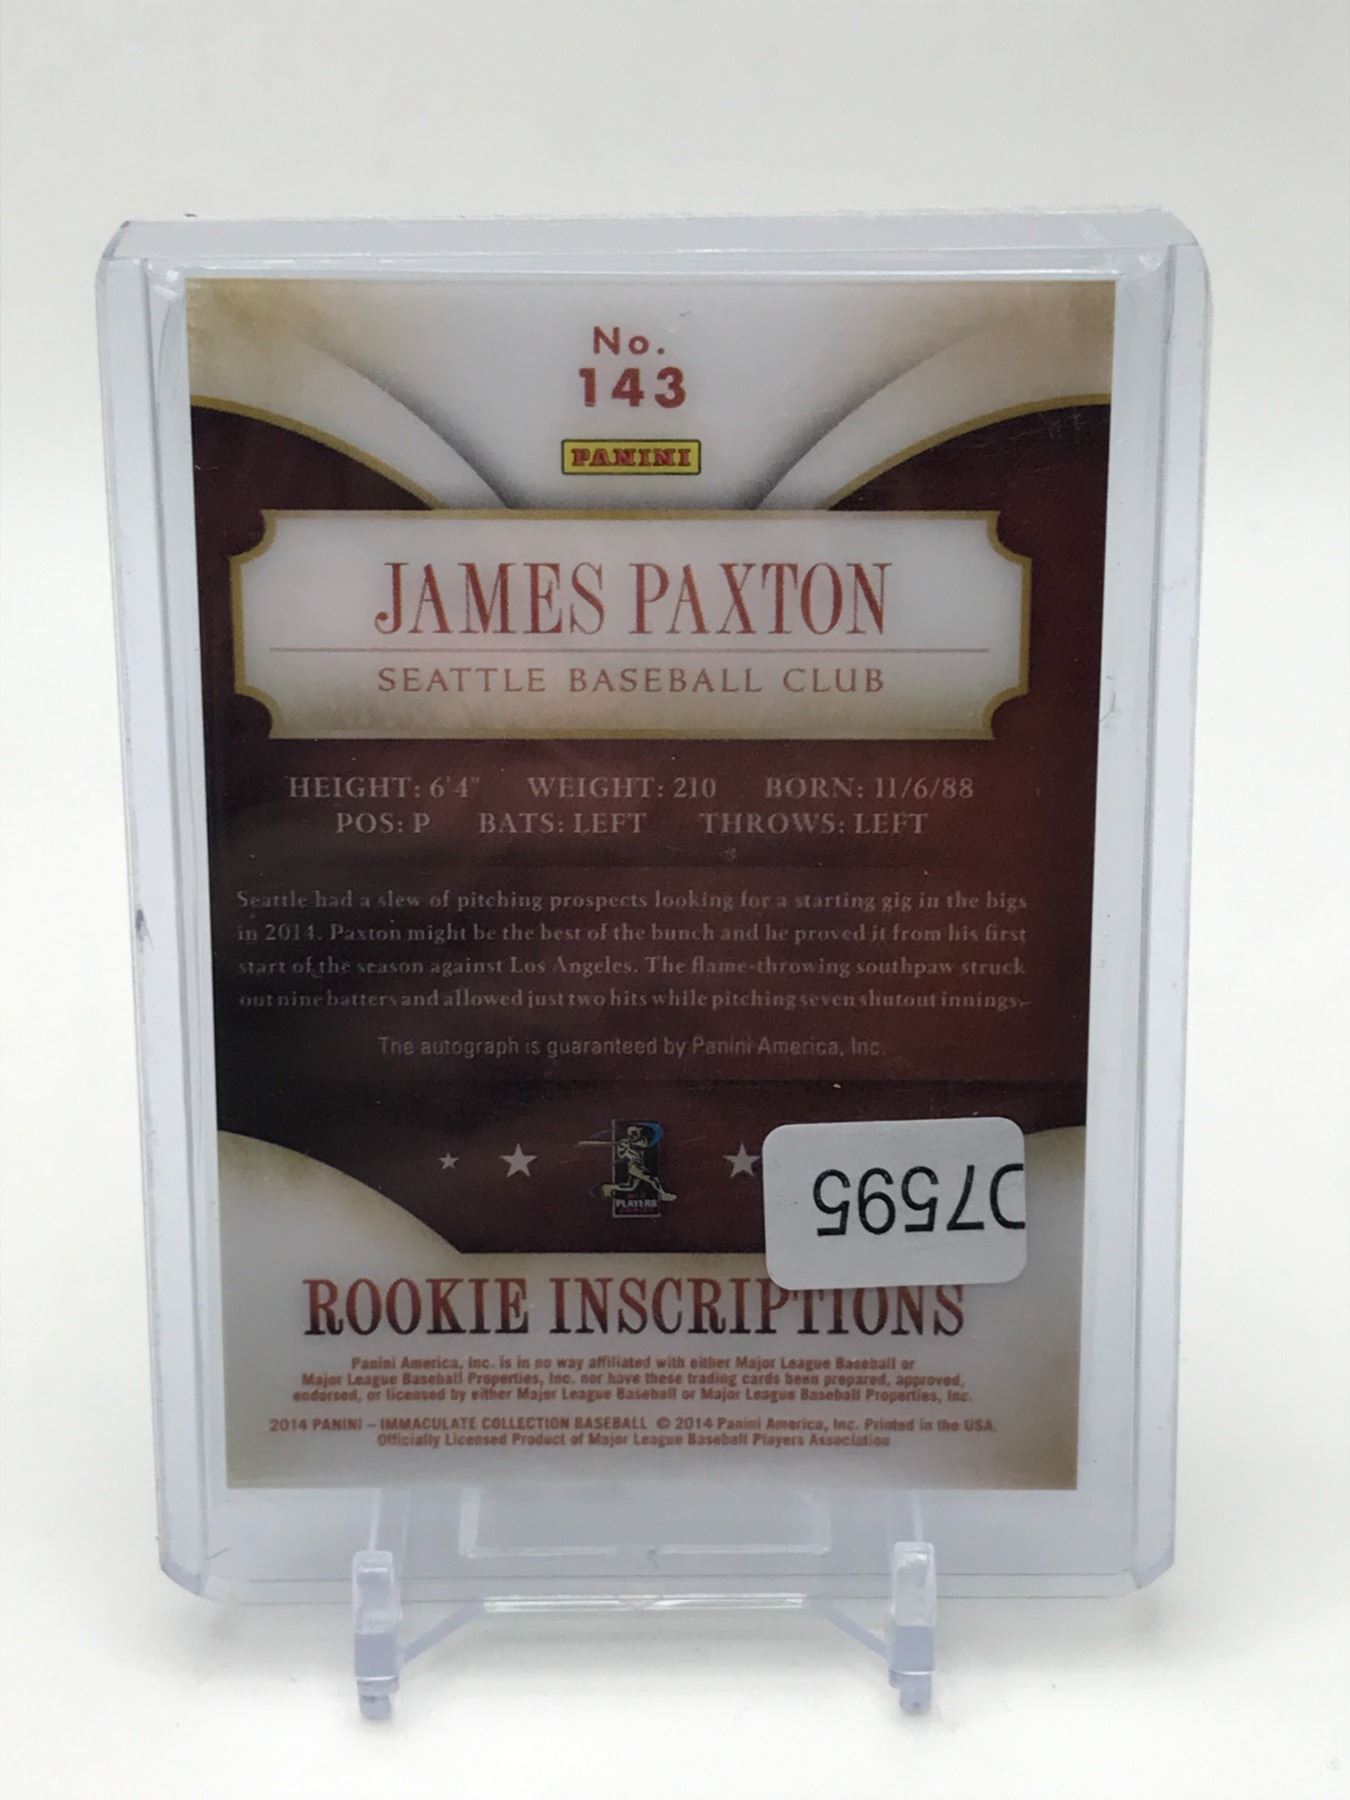 No.
143
PANINI
JAMES PAXTON
SEATTLE BASEBALL CLUB
HEIGHT: 6'4" WEIGHT: 210 BORN: 11/6/88
POS: P BATS: LEFT THROWS: LEFT
Seattle had a slew of pitching prospects looking for a starting gig in the bigs
in 2014. Paxton might be the best of the bunch and he proved it from his first
start of the season against Los Angeles. The flame-throwing southpaw struck
out nine batters and allowed just two hits while pitching seven shutout innings.
The autograph is guaranteed by Panini America, Inc.
PLAYERS
D7595
ROOKIE INSCRIPTIONS
Panini America, Inc. is in no way affiliated with either Major League Baseball or
Major League Baseball Properties, Inc. nor have these trading cards been prepared, approved,
endorsed, or licensed by either Major League Baseball or Major League Baseball Properties, Inc.
2014 PANINI – IMMACULATE COLLECTION BASEBALL © 2014 Panini America, Inc. Printed in the USA.
Officially Licensed Product of Major League Baseball Players Association